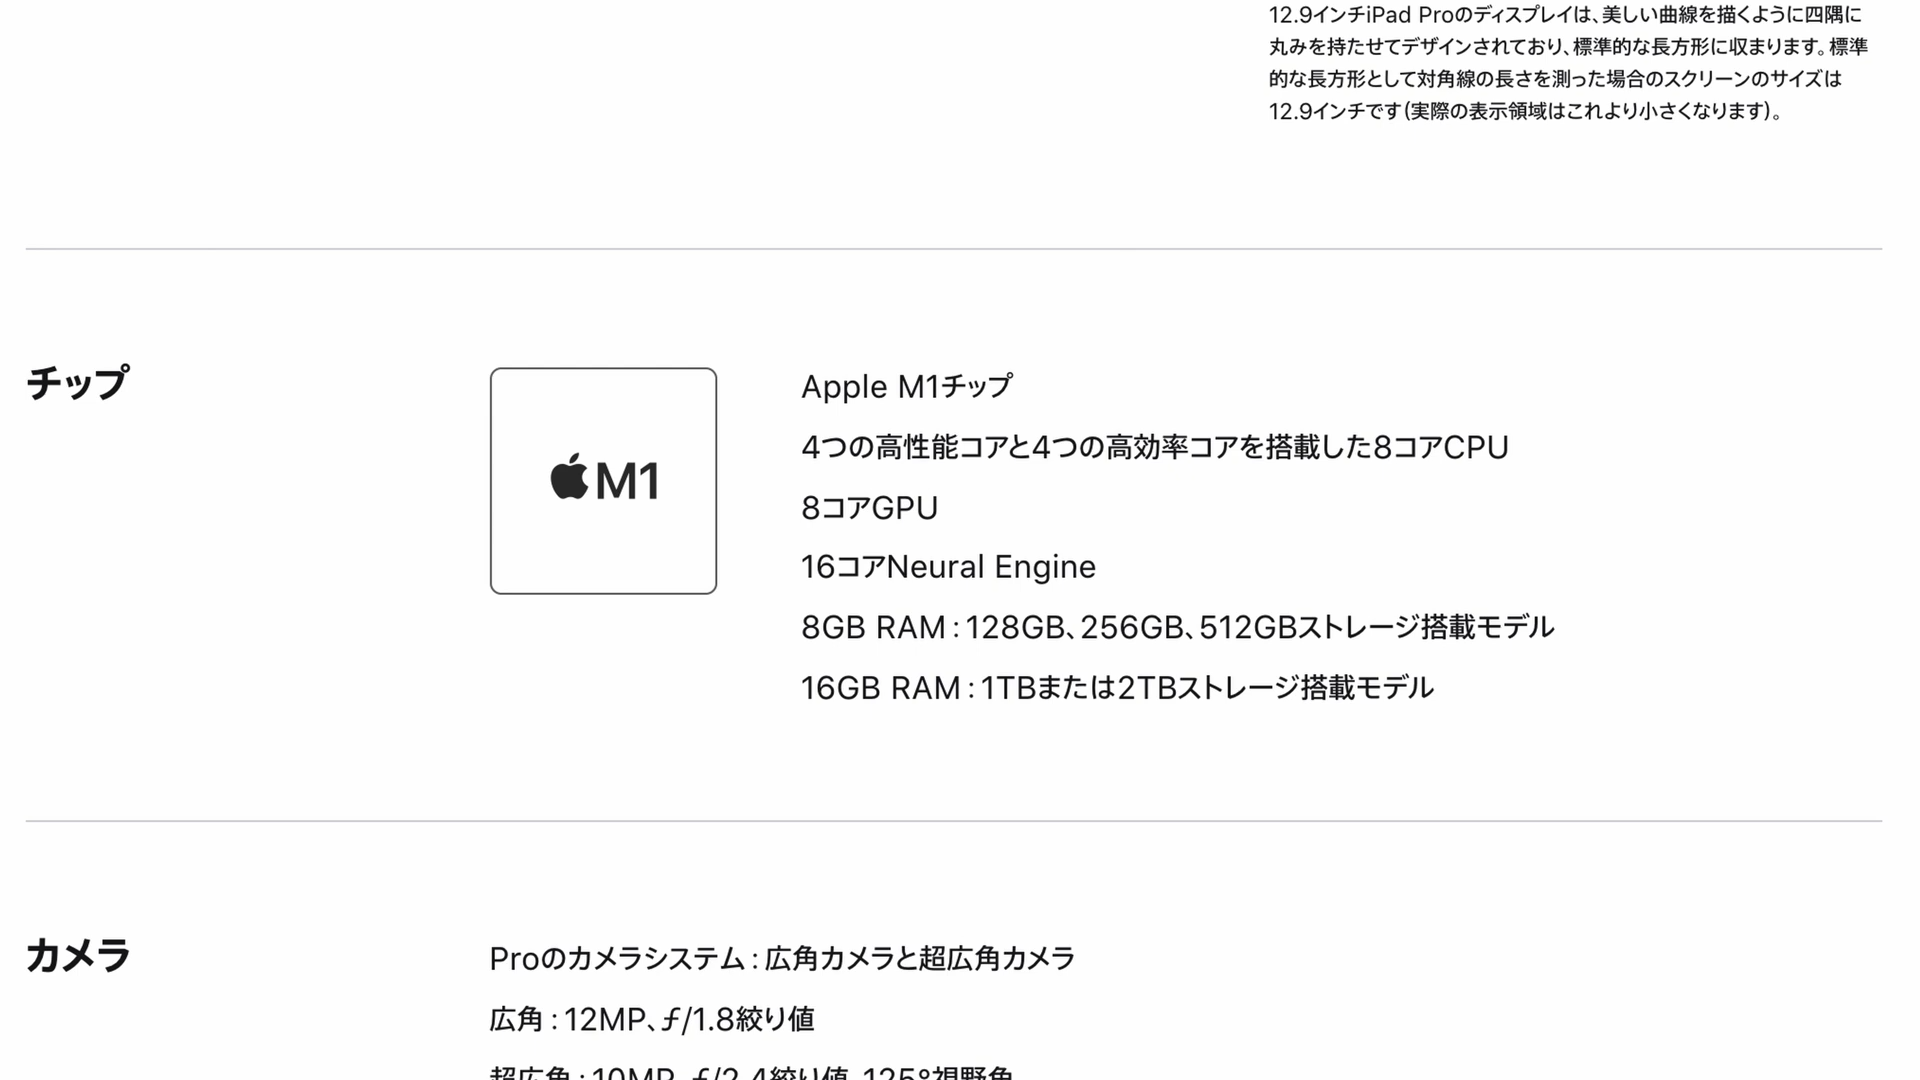 12.9インチiPad Proのディスプレイは、美しい曲線を描くように四隅に
丸みを持たせてデザインされており、標準的な長方形に収まります。標準
的な長方形として対角線の長さを測った場合のスクリーンのサイズは
12.9インチです（実際の表示領域はこれより小さくなります）。
チップ
M1
Apple M1チップ
4つの高性能コアと4つの高効率コアを搭載した8コアCPU
8コアGPU
16コアNeural Engine
8GB RAM：128GB、256GB、512GBストレージ搭載モデル
16GB RAM：1TBまたは2TBストレージ搭載モデル
カメラ
Proのカメラシステム：広角カメラと超広角カメラ
広角：12MP、ƒ/1.8絞り値
超広角：10MP、ƒ/2.4絞り値、125°視野角